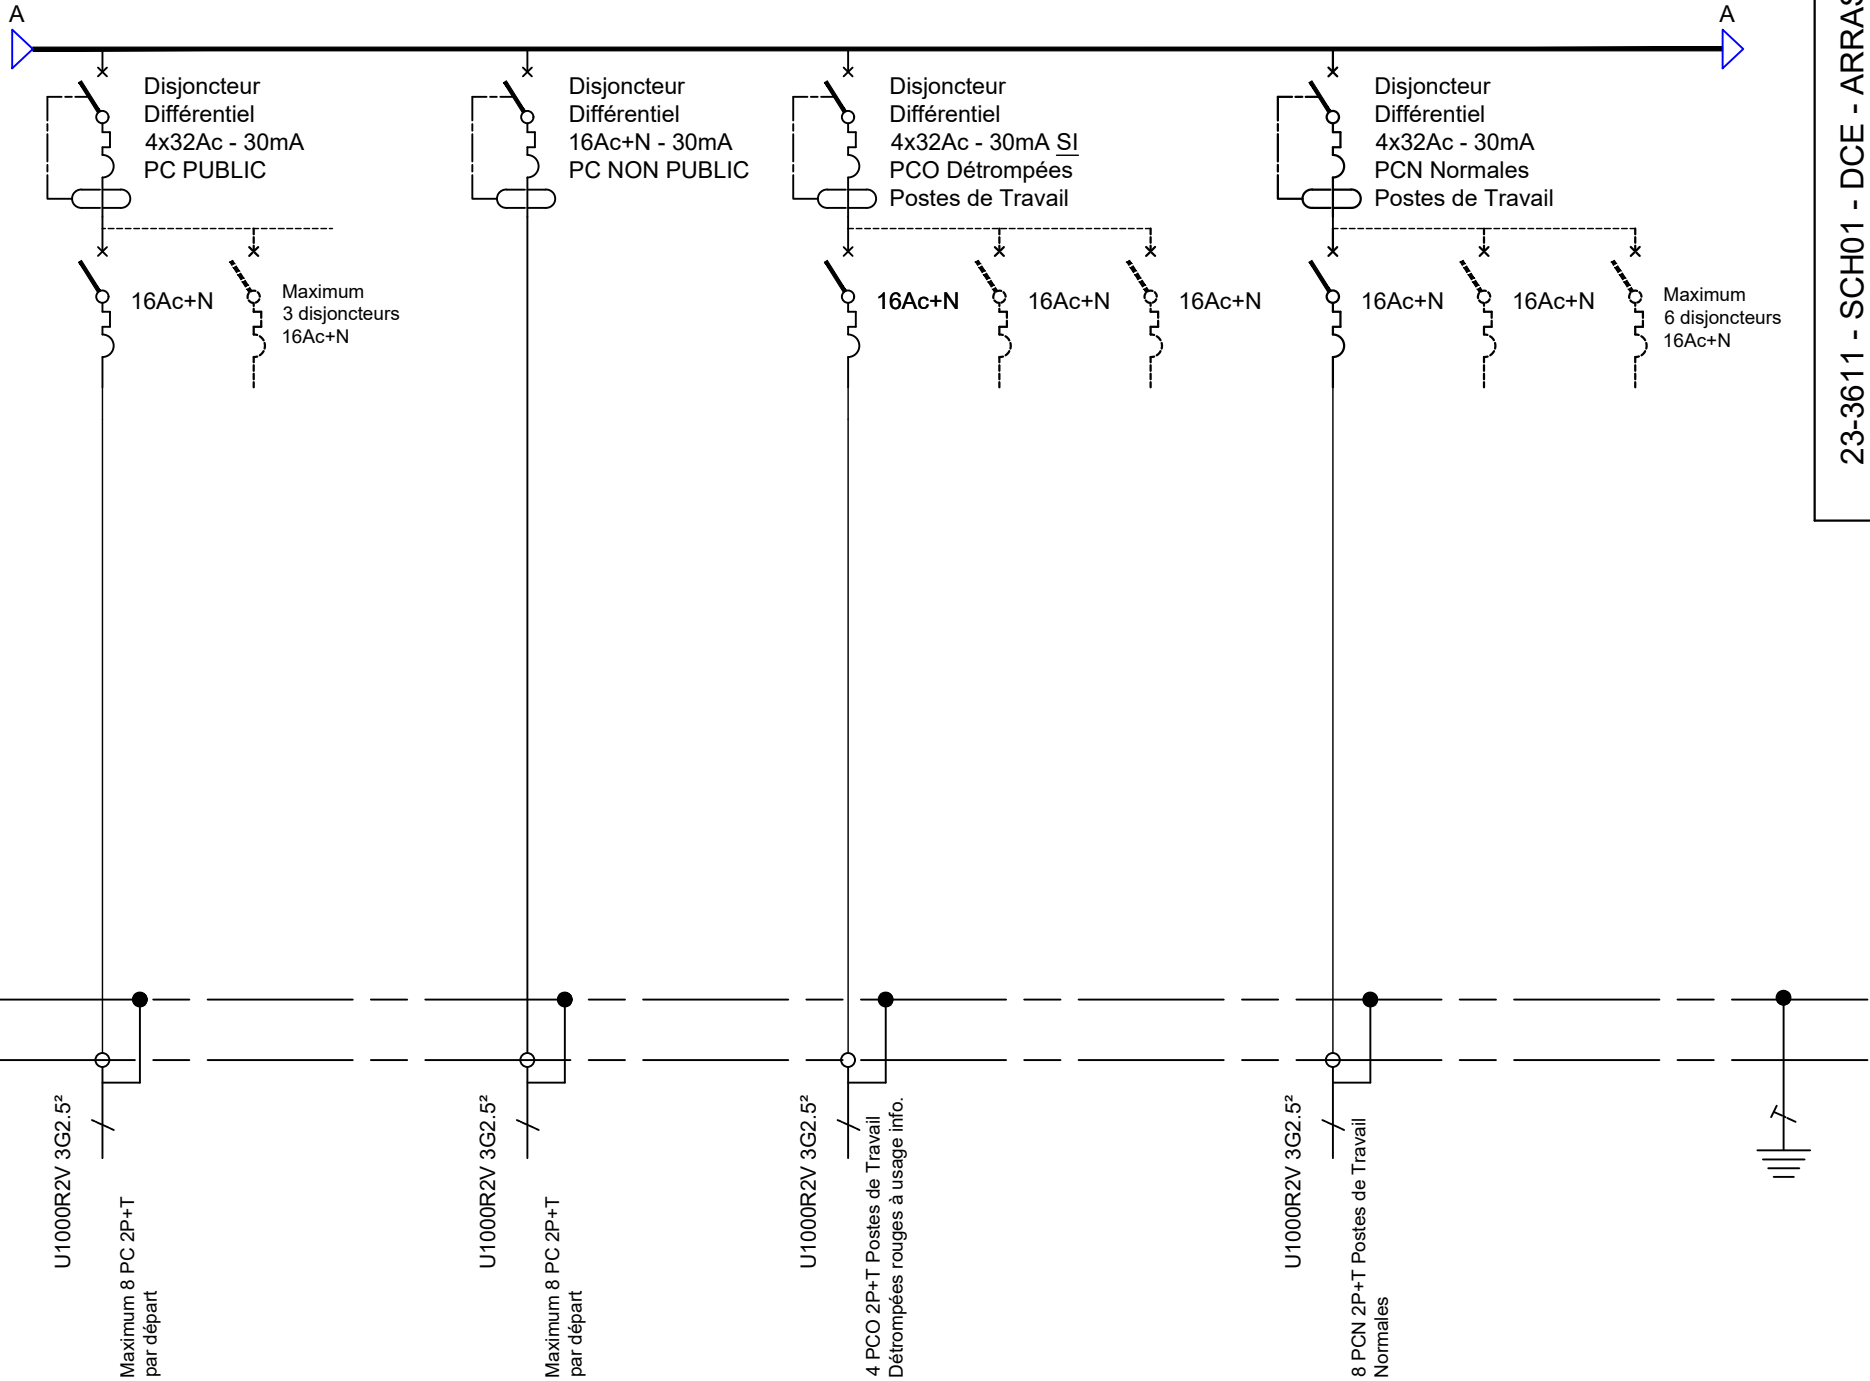 A
A
Disjoncteur
Différentiel
4x32Ac - 30mA
PC PUBLIC
Disjoncteur
Différentiel
16Ac+N - 30mA
PC NON PUBLIC
Disjoncteur
Différentiel
4x32Ac - 30mA SI
PCO Détrompées
Postes de Travail
Disjoncteur
Différentiel
4x32Ac - 30mA
PCN Normales
Postes de Travail
16Ac+N
Maximum
3 disjoncteurs
16Ac+N
16Ac+N
16Ac+N
16Ac+N
16Ac+N
16Ac+N
Maximum
6 disjoncteurs
16Ac+N
23-3611 - SCH01 - DCE - ARRAS
U1000R2V 3G2.5²
Maximum 8 PC 2P+T
par départ
U1000R2V 3G2.5²
Maximum 8 PC 2P+T
par départ
U1000R2V 3G2.5²
4 PCO 2P+T Postes de Travail
Détrompées rouges à usage info.
U1000R2V 3G2.5²
8 PCN 2P+T Postes de Travail
Normales